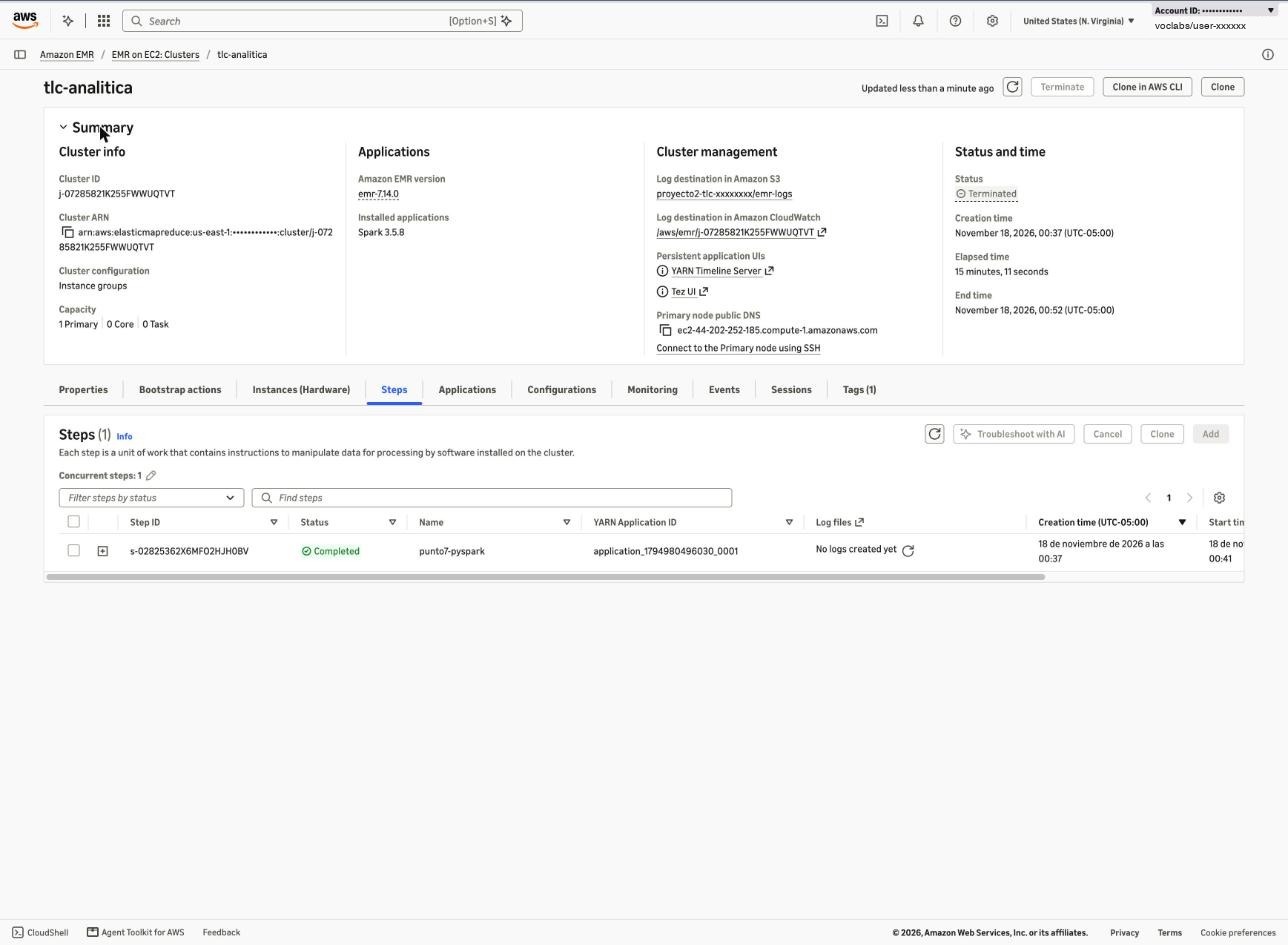 aws
Search
[Option+S]
United States (N. Virginia)
Account ID: ••••••••••••
voclabs/user-xxxxxx
Amazon EMR / EMR on EC2: Clusters / tlc-analitica
tlc-analitica
Updated less than a minute ago
Terminate
Clone in AWS CLI
Clone
Summary
Cluster info
Cluster ID
j-07285821K255FWWUQTVT
Cluster ARN
arn:aws:elasticmapreduce:us-east-1:••••••••••••:cluster/j-072
85821K255FWWUQTVT
Cluster configuration
Instance groups
Capacity
1 Primary | 0 Core | 0 Task
Applications
Amazon EMR version
emr-7.14.0
Installed applications
Spark 3.5.8
Cluster management
Log destination in Amazon S3
proyecto2-tlc-xxxxxxxx/emr-logs
Log destination in Amazon CloudWatch
/aws/emr/j-07285821K255FWWUQTVT
Persistent application UIs
YARN Timeline Server
Tez UI
Primary node public DNS
ec2-44-202-252-185.compute-1.amazonaws.com
Connect to the Primary node using SSH
Status and time
Status
Terminated
Creation time
November 18, 2026, 00:37 (UTC-05:00)
Elapsed time
15 minutes, 11 seconds
End time
November 18, 2026, 00:52 (UTC-05:00)
Properties
Bootstrap actions
Instances (Hardware)
Steps
Applications
Configurations
Monitoring
Events
Sessions
Tags (1)
Steps (1) Info
Troubleshoot with AI
Cancel
Clone
Add
Each step is a unit of work that contains instructions to manipulate data for processing by software installed on the cluster.
Concurrent steps: 1
Filter steps by status
Find steps
1
Step ID
Status
Name
YARN Application ID
Log files
Creation time (UTC-05:00)
Start tin
s-02825362X6MF02HJH0BV
Completed
punto7-pyspark
application_1794980496030_0001
No logs created yet
18 de noviembre de 2026 a las
00:37
18 de no
00:41
CloudShell
Agent Toolkit for AWS
Feedback
© 2026, Amazon Web Services, Inc. or its affiliates.
Privacy
Terms
Cookie preferences